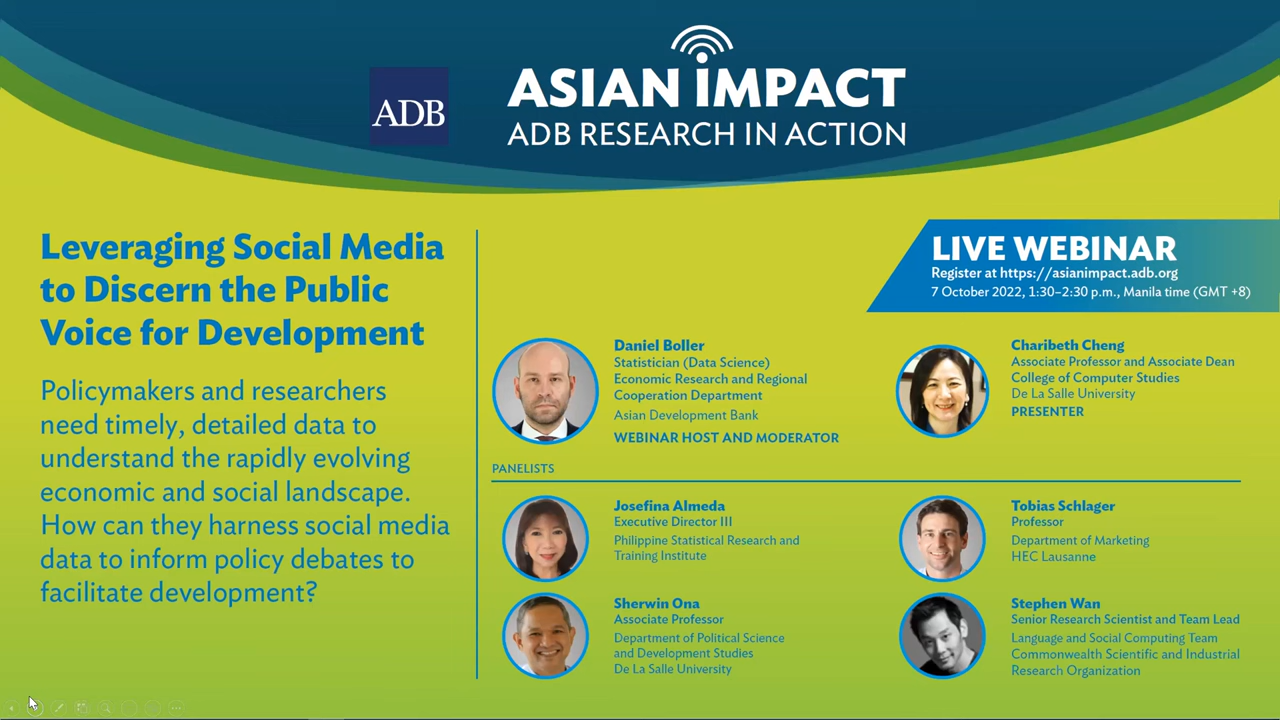 ADB
ASIAN IMPACT
ADB RESEARCH IN ACTION
Leveraging Social Media
to Discern the Public
Voice for Development
Policymakers and researchers
need timely, detailed data to
understand the rapidly evolving
economic and social landscape.
How can they harness social media
data to inform policy debates to
facilitate development?
LIVE WEBINAR
Register at https://asianimpact.adb.org
7 October 2022, 1:30–2:30 p.m., Manila time (GMT +8)
Daniel Boller
Statistician (Data Science)
Economic Research and Regional
Cooperation Department
Asian Development Bank
WEBINAR HOST AND MODERATOR
Charibeth Cheng
Associate Professor and Associate Dean
College of Computer Studies
De La Salle University
PRESENTER
PANELISTS
Josefina Almeda
Executive Director III
Philippine Statistical Research and
Training Institute
Tobias Schlager
Professor
Department of Marketing
HEC Lausanne
Sherwin Ona
Associate Professor
Department of Political Science
and Development Studies
De La Salle University
Stephen Wan
Senior Research Scientist and Team Lead
Language and Social Computing Team
Commonwealth Scientific and Industrial
Research Organization